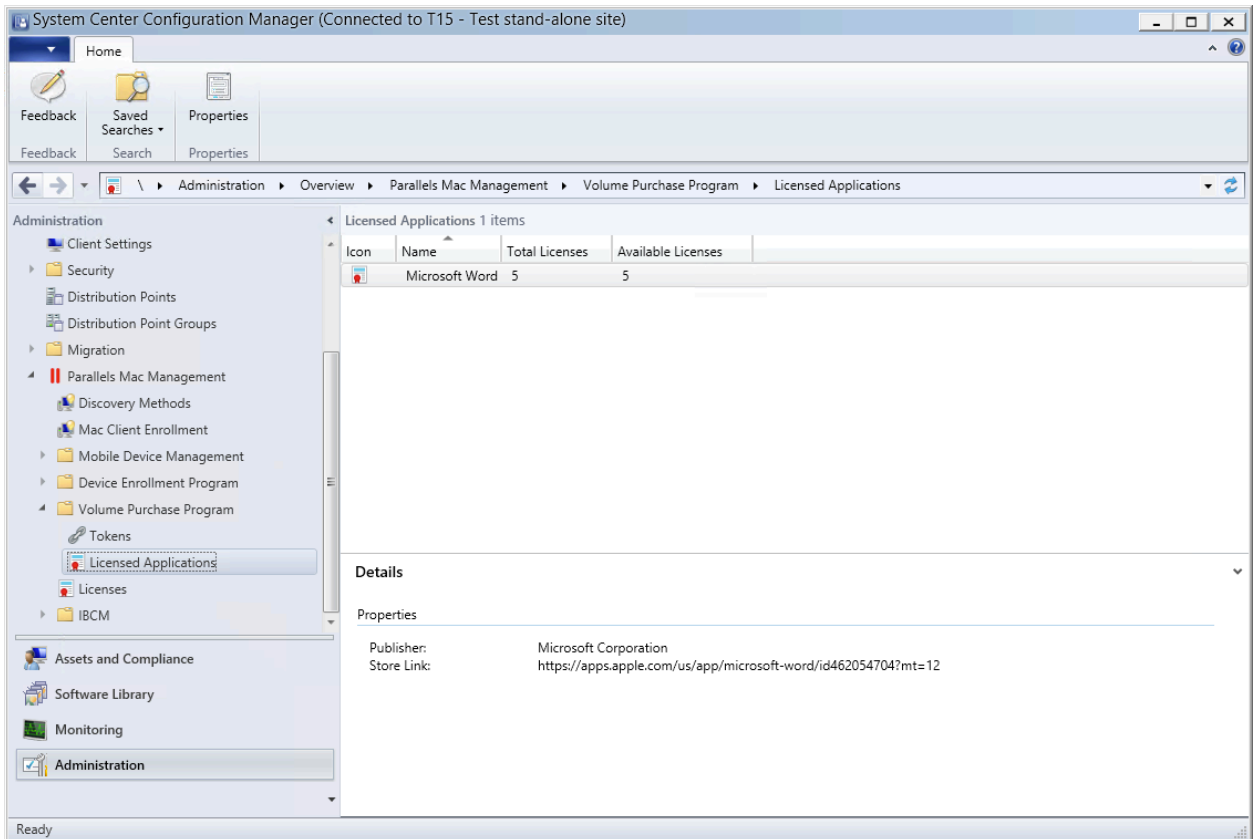 System Center Configuration Manager (Connected to T15 - Test stand-alone site)
Home
Feedback
Saved Searches
Properties
Feedback
Search
Properties
\ Administration Overview Parallels Mac Management Volume Purchase Program Licensed Applications
Administration
Client Settings
Security
Distribution Points
Distribution Point Groups
Migration
Parallels Mac Management
Discovery Methods
Mac Client Enrollment
Mobile Device Management
Device Enrollment Program
Volume Purchase Program
Tokens
Licensed Applications
Licenses
IBCM
Assets and Compliance
Software Library
Monitoring
Administration
Licensed Applications 1 items
Icon Name Total Licenses Available Licenses
Microsoft Word 5 5
Details
Properties
Publisher: Microsoft Corporation
Store Link: https://apps.apple.com/us/app/microsoft-word/id462054704?mt=12
Ready